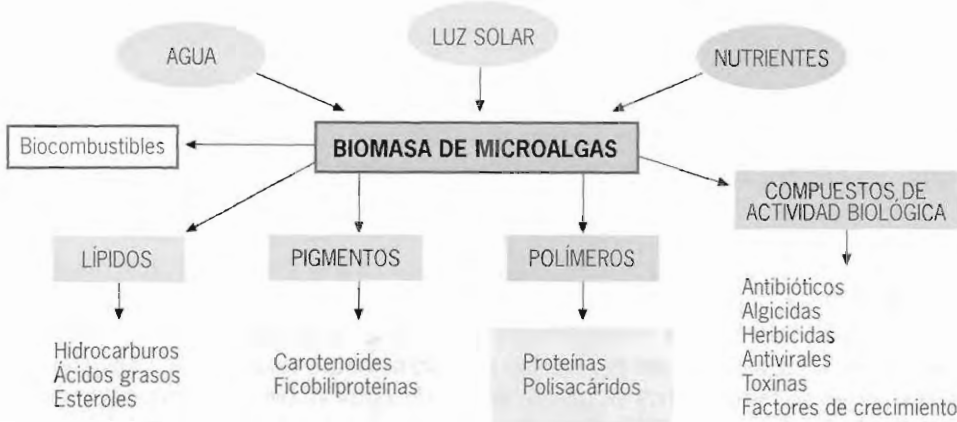 AGUA
LUZ SOLAR
NUTRIENTES
Biocombustibles
BIOMASA DE MICROALGAS
COMPUESTOS DE
ACTIVIDAD BIOLÓGICA
LÍPIDOS
PIGMENTOS
POLÍMEROS
Hidrocarburos
Ácidos grasos
Esteroles
Carotenoides
Ficobiliproteínas
Proteínas
Polisacáridos
Antibióticos
Algicidas
Herbicidas
Antivirales
Toxinas
Factores de crecimiento